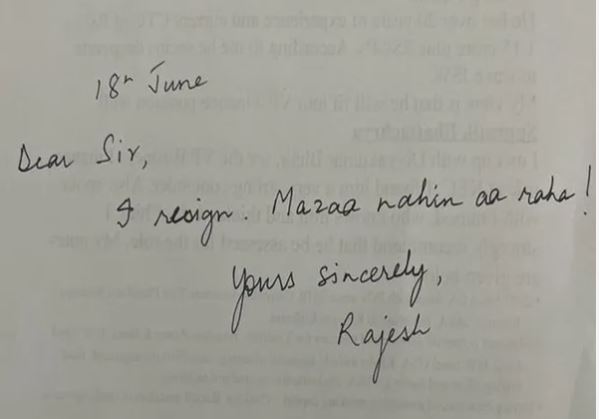 18th June
Dear Sir,
I resign. Mazaa nahin aa raha!
Yours sincerely,
Rajesh